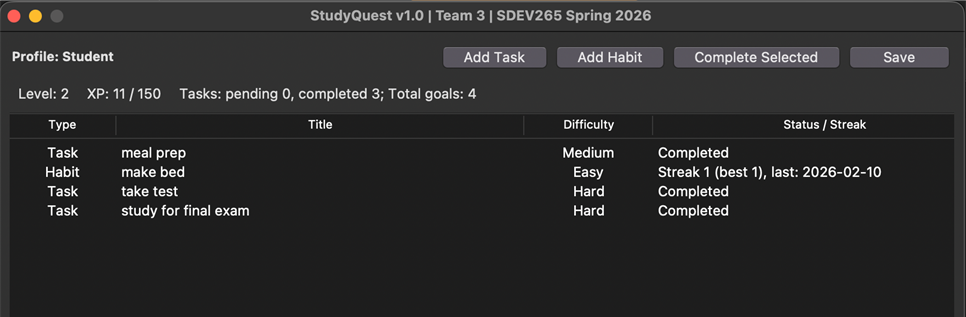 StudyQuest v1.0 | Team 3 | SDEV265 Spring 2026
Profile: Student Add Task Add Habit Complete Selected Save
Level: 2 XP: 11 / 150 Tasks: pending 0, completed 3; Total goals: 4
Type Title Difficulty Status / Streak
Task meal prep Medium Completed
Habit make bed Easy Streak 1 (best 1), last: 2026-02-10
Task take test Hard Completed
Task study for final exam Hard Completed